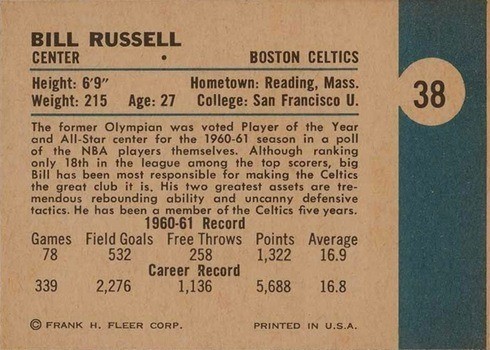 BILL RUSSELL
CENTER • BOSTON CELTICS
Height: 6'9" Hometown: Reading, Mass.
Weight: 215 Age: 27 College: San Francisco U.
38
The former Olympian was voted Player of the Year
and All-Star center for the 1960-61 season in a poll
of the NBA players themselves. Although ranking
only 18th in the league among the top scorers, big
Bill has been most responsible for making the Celtics
the great club it is. His two greatest assets are tre-
mendous rebounding ability and uncanny defensive
tactics. He has been a member of the Celtics five years.
1960-61 Record
Games Field Goals Free Throws Points Average
78 532 258 1,322 16.9
Career Record
339 2,276 1,136 5,688 16.8
© FRANK H. FLEER CORP. PRINTED IN U.S.A.